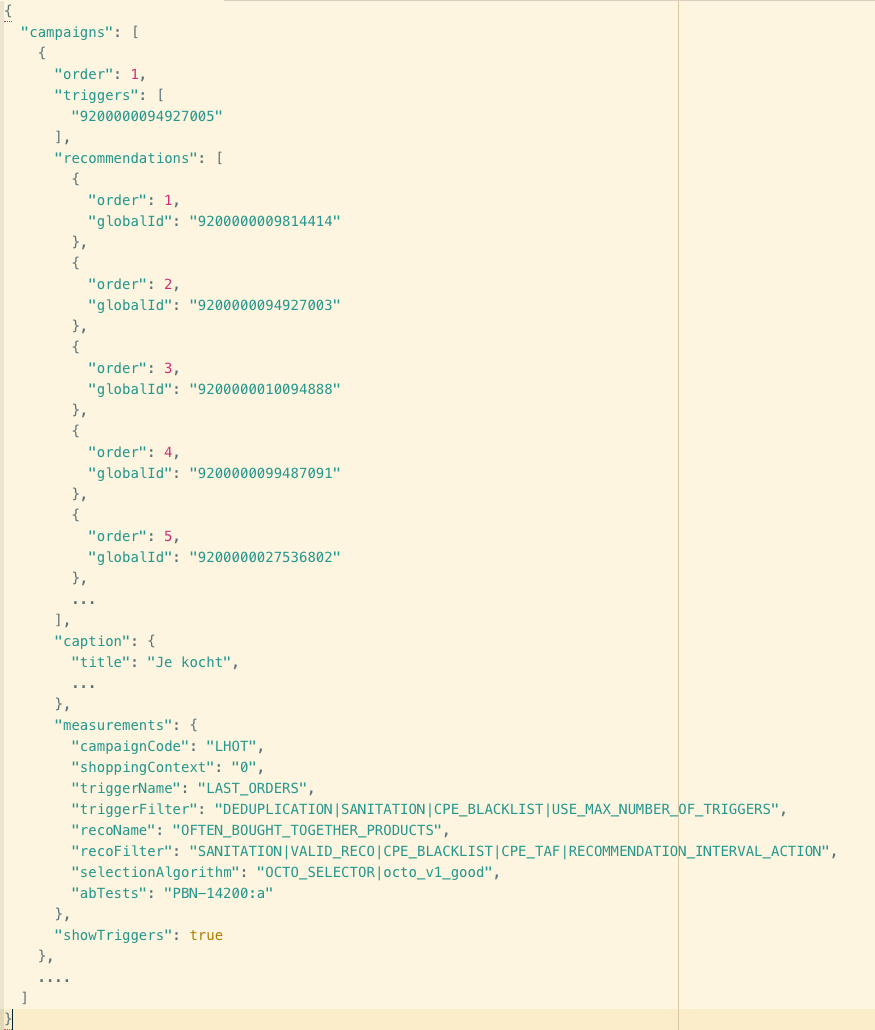 {
  "campaigns": [
    {
      "order": 1,
      "triggers": [
        "9200000094927005"
      ],
      "recommendations": [
        {
          "order": 1,
          "globalId": "9200000009814414"
        },
        {
          "order": 2,
          "globalId": "9200000094927003"
        },
        {
          "order": 3,
          "globalId": "9200000010094888"
        },
        {
          "order": 4,
          "globalId": "9200000099487091"
        },
        {
          "order": 5,
          "globalId": "9200000027536802"
        },
        ...
      ],
      "caption": {
        "title": "Je kocht",
        ...
      },
      "measurements": {
        "campaignCode": "LHOT",
        "shoppingContext": "0",
        "triggerName": "LAST_ORDERS",
        "triggerFilter": "DEDUPLICATION|SANITATION|CPE_BLACKLIST|USE_MAX_NUMBER_OF_TRIGGERS",
        "recoName": "OFTEN_BOUGHT_TOGETHER_PRODUCTS",
        "recoFilter": "SANITATION|VALID_RECO|CPE_BLACKLIST|CPE_TAF|RECOMMENDATION_INTERVAL_ACTION",
        "selectionAlgorithm": "OCTO_SELECTOR|octo_v1_good",
        "abTests": "PBN-14200:a"
      },
      "showTriggers": true
    },
    ....
  ]
}